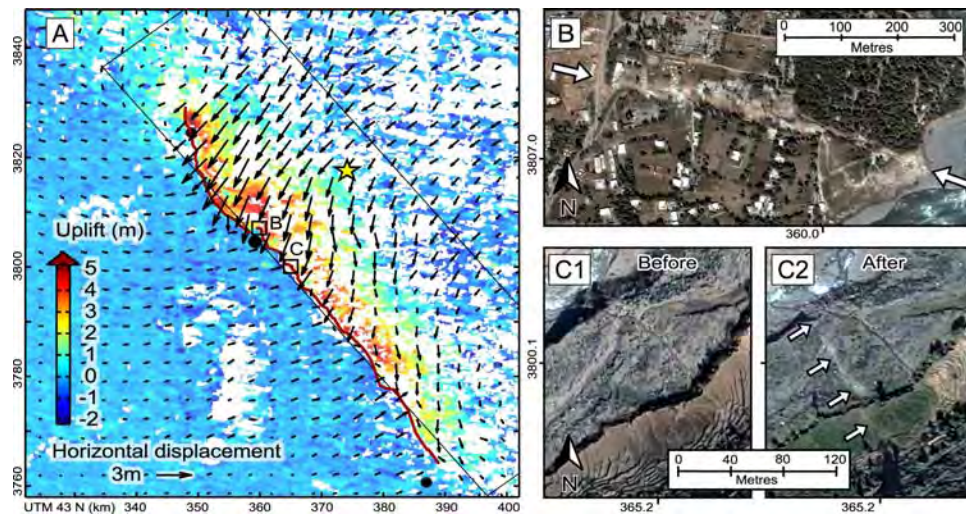 A
3840
3820
3800
3780
3760
Uplift (m)
5
4
3
2
1
0
-1
-2
B
C
Horizontal displacement
3m
UTM 43 N (km)
340
350
360
370
380
390
400
B
0 100 200 300
Metres
3807.0
N
360.0
C1
Before
3800.1
N
365.2
C2
After
0 40 80 120
Metres
365.2